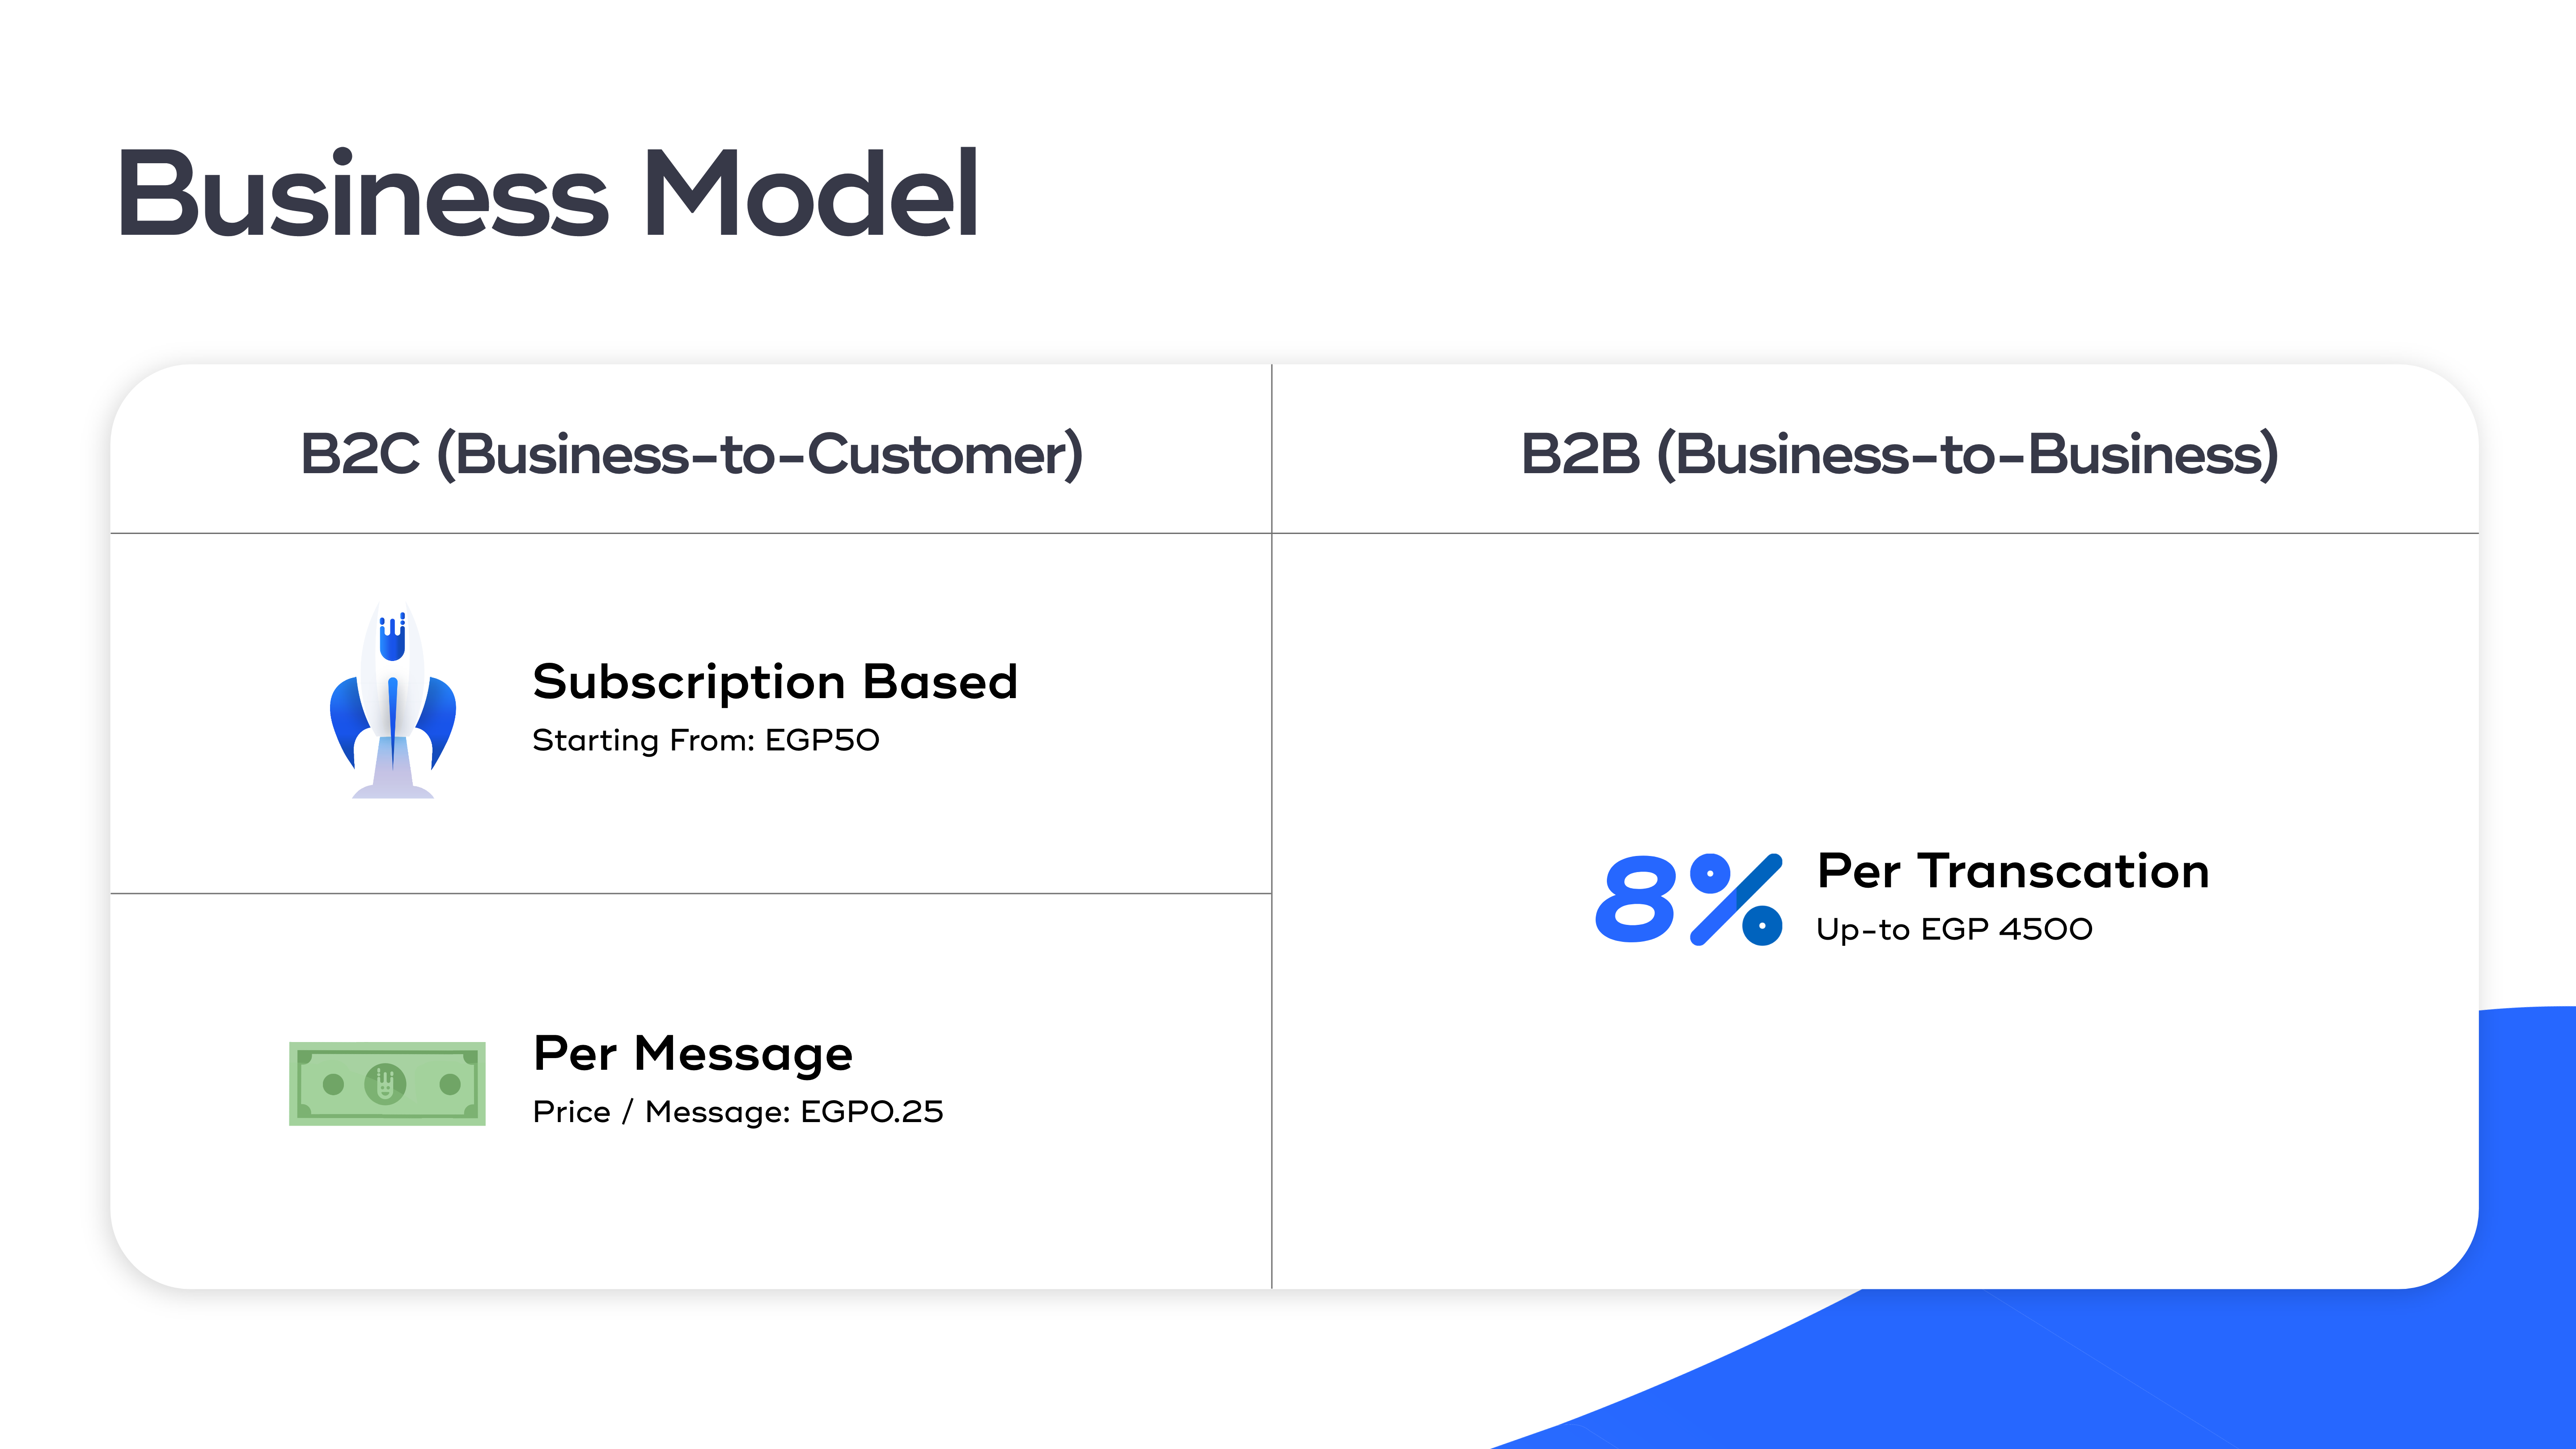 Business Model
B2C (Business-to-Customer)
B2B (Business-to-Business)
Subscription Based
Starting From: EGP50
Per Message
Price / Message: EGP0.25
8% Per Transcation
Up-to EGP 4500